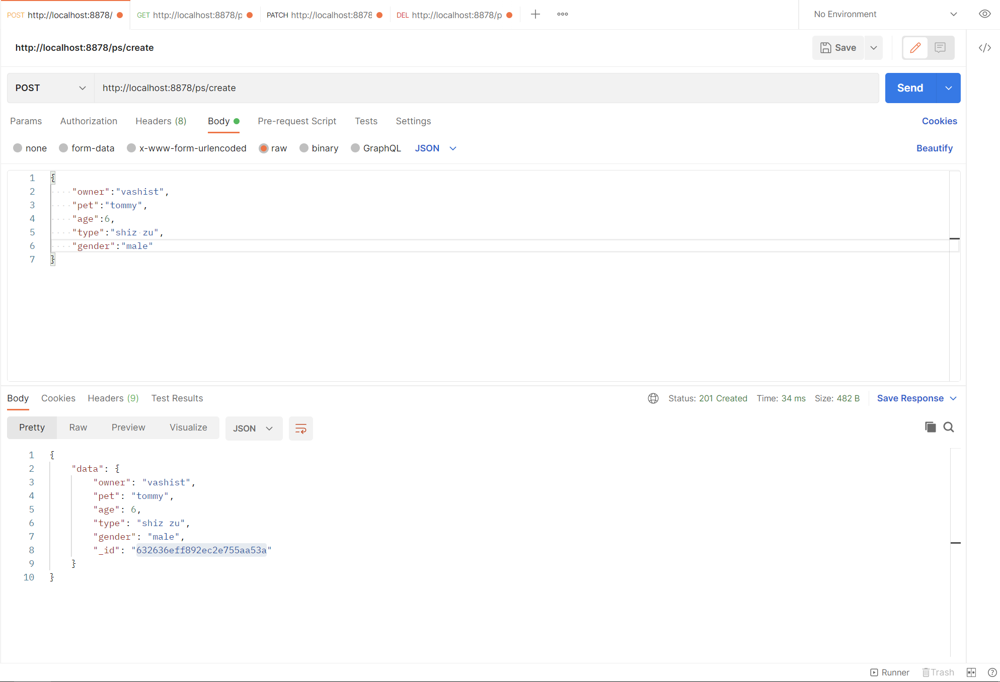 POST http://localhost:8878/ GET http://localhost:8878/p PATCH http://localhost:8878 DEL http://localhost:8878/p No Environment
http://localhost:8878/ps/create Save
POST http://localhost:8878/ps/create Send
Params Authorization Headers (8) Body Pre-request Script Tests Settings Cookies
none form-data x-www-form-urlencoded raw binary GraphQL JSON Beautify
1 {
2 "owner":"vashist",
3 "pet":"tommy",
4 "age":6,
5 "type":"shiz zu",
6 "gender":"male"
7 }
Body Cookies Headers (9) Test Results Status: 201 Created Time: 34 ms Size: 482 B Save Response
Pretty Raw Preview Visualize JSON
1 {
2 "data": {
3 "owner": "vashist",
4 "pet": "tommy",
5 "age": 6,
6 "type": "shiz zu",
7 "gender": "male",
8 "_id": "632636eff892ec2e755aa53a"
9 }
10 }
Runner Trash